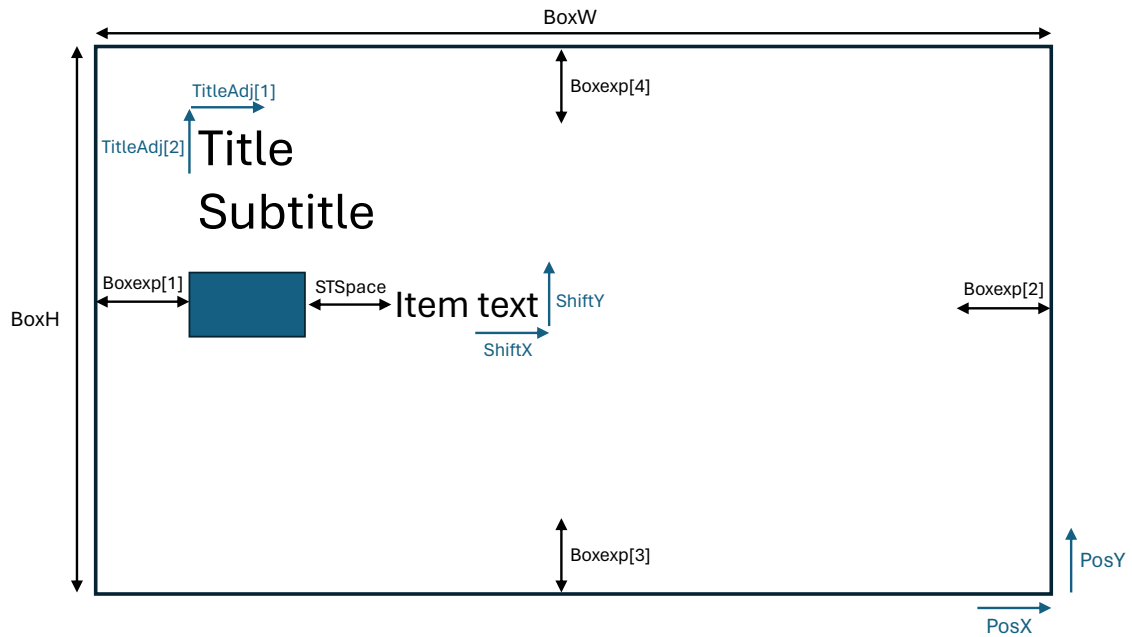 BoxW
Boxexp[4]
TitleAdj[1]
TitleAdj[2]
Title
Subtitle
Boxexp[1]
STSpace
Item text
ShiftY
ShiftX
Boxexp[2]
BoxH
Boxexp[3]
PosY
PosX